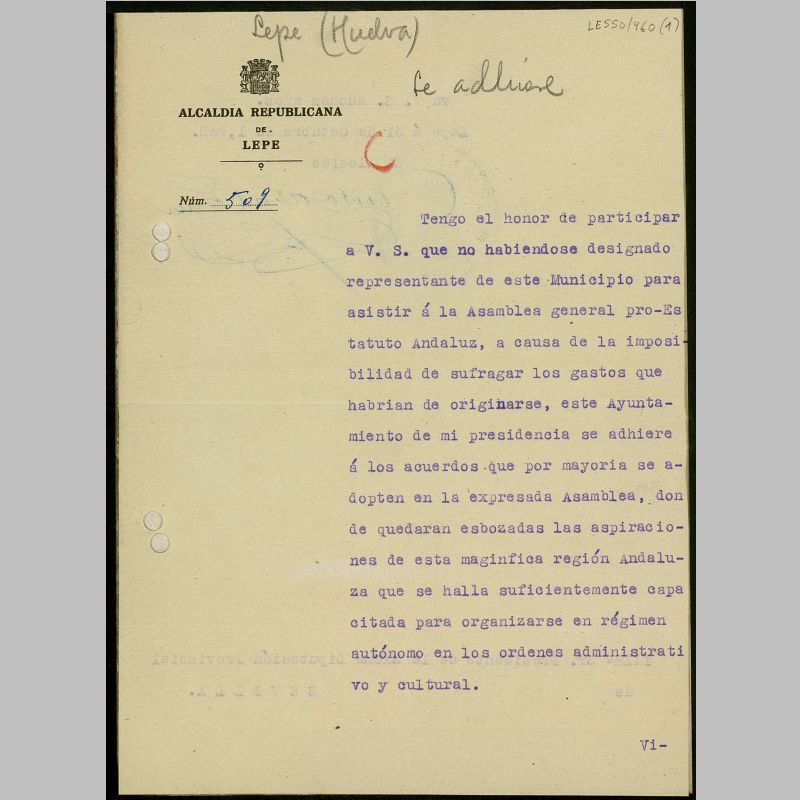 Lepe (Huelva)
LE550/460(1)
Se adhiere
ALCALDIA REPUBLICANA
DE
LEPE
Núm. 509
Tengo el honor de participar
a V. S. que no habiendose designado
representante de este Municipio para
asistir á la Asamblea general pro-Es
tatuto Andaluz, a causa de la imposi-
bilidad de sufragar los gastos que
habrian de originarse, este Ayunta-
miento de mi presidencia se adhiere
á los acuerdos que por mayoria se a-
dopten en la expresada Asamblea, don
de quedaran esbozadas las aspiracio-
nes de esta maginfica región Andalu-
za que se halla suficientemente capa
citada para organizarse en régimen
autónomo en los ordenes administrati
vo y cultural.
Vi-